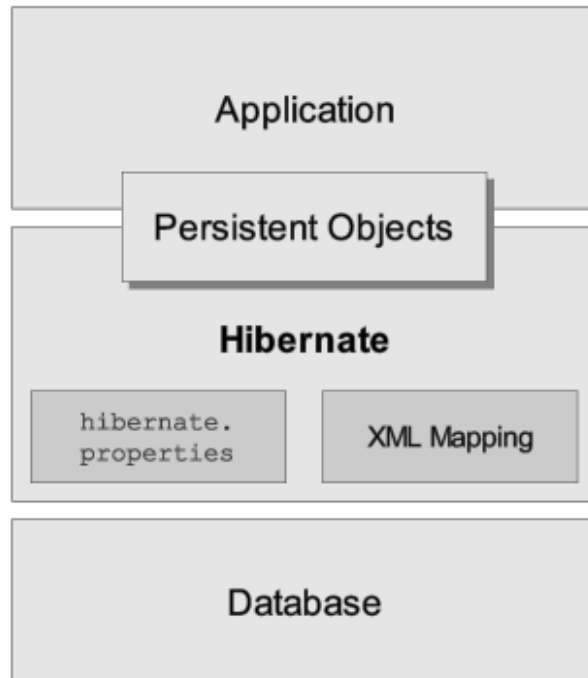 Application
Persistent Objects
Hibernate
hibernate.
properties
XML Mapping
Database